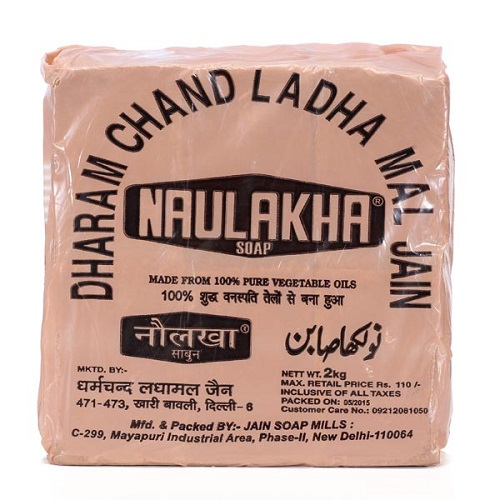 DHARAM CHAND LADHA MAL JAIN
NAULAKHA®
SOAP
MADE FROM 100% PURE VEGETABLE OILS
100% शुद्ध वनस्पति तेलों से बना हुआ
नौलखा®
साबुन
نولکھا صابن
MKTD. BY:-
धर्मचन्द लधामल जैन
471-473, खारी बावली, दिल्ली-6
NETT WT. 2kg
MAX. RETAIL PRICE Rs. 110/-
INCLUSIVE OF ALL TAXES
PACKED ON: 05/2015
Customer Care No.: 09212081050
Mfd. & Packed BY:- JAIN SOAP MILLS :
C-299, Mayapuri Industrial Area, Phase-II, New Delhi-110064